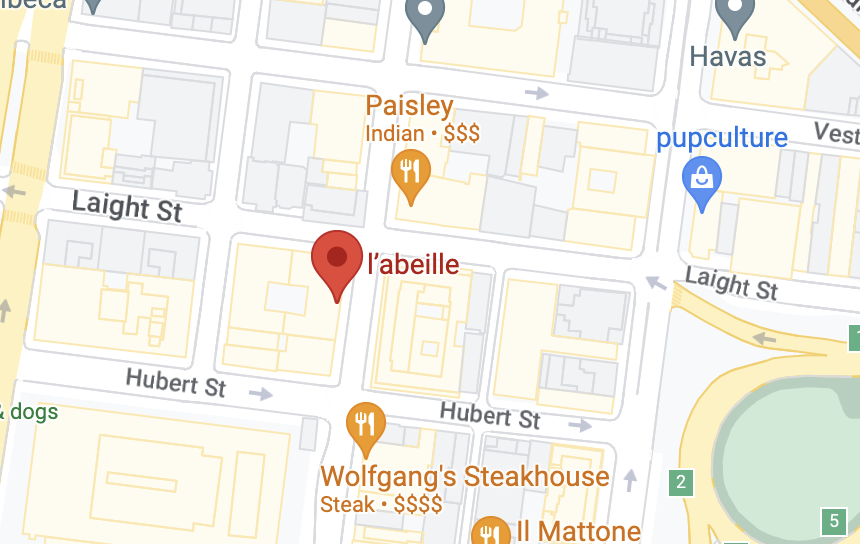 Havas
Paisley
Indian • $$$
pupculture
Laight St
l’abeille
Laight St
Hubert St
& dogs
Hubert St
Wolfgang's Steakhouse
Steak • $$$$
2
5
Il Mattone